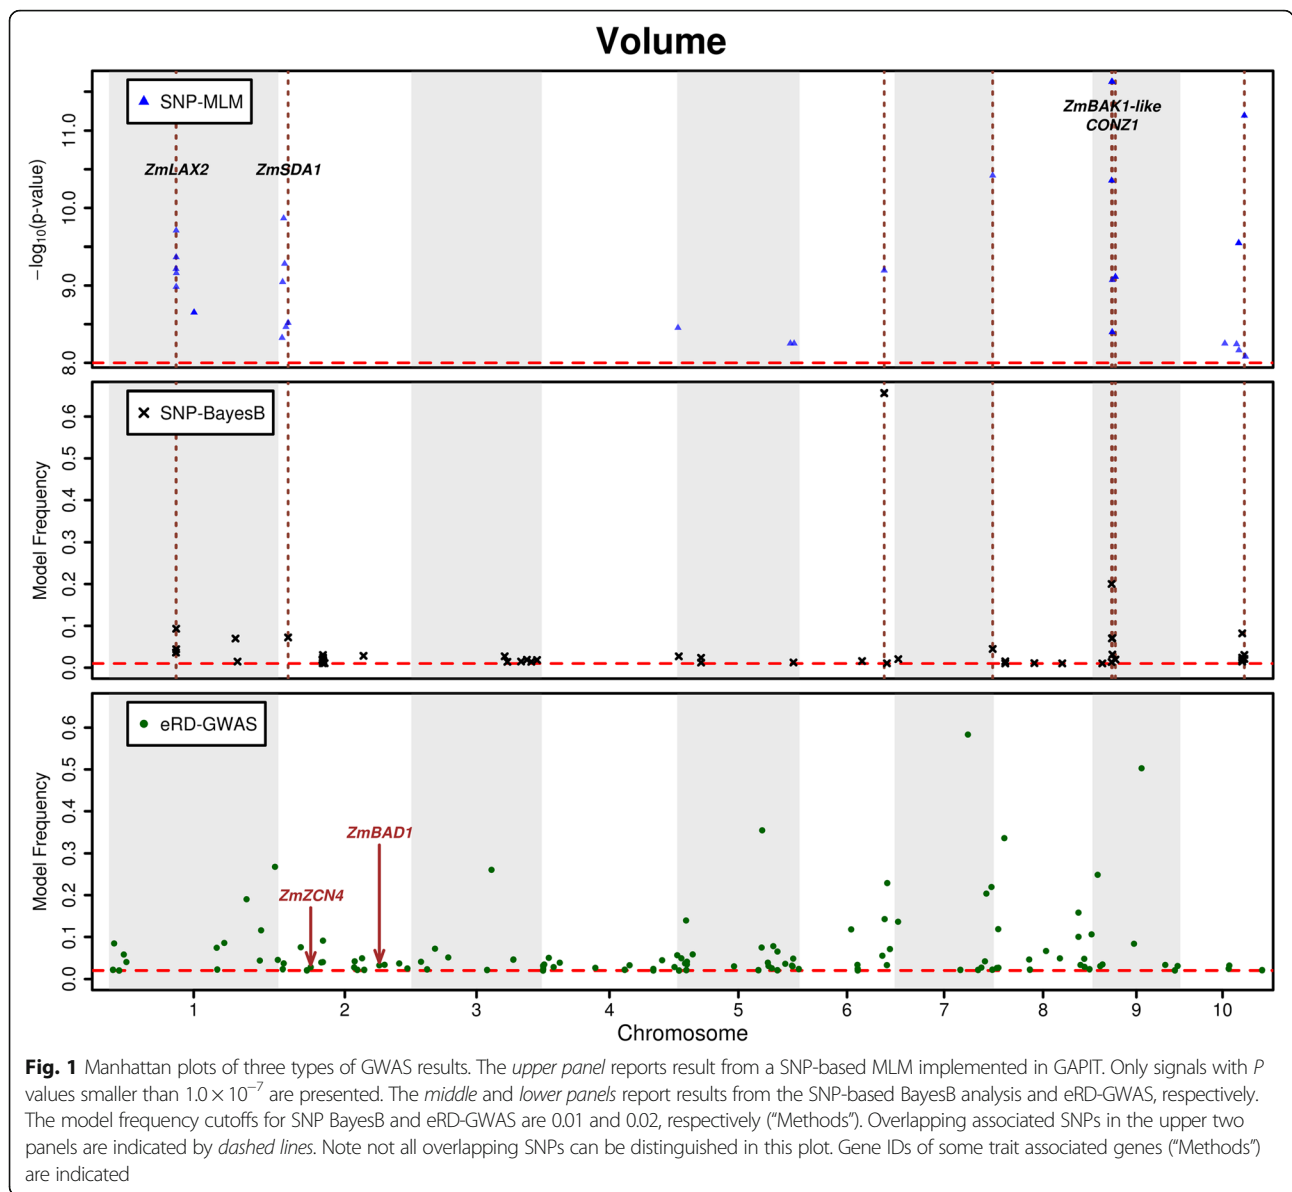 Volume
SNP-MLM
ZmBAK1-like
CONZ1
ZmLAX2
ZmSDA1
−log10(p-value)
11.0
10.0
9.0
8.0
SNP-BayesB
Model Frequency
0.6
0.5
0.4
0.3
0.2
0.1
0.0
eRD-GWAS
ZmBAD1
ZmZCN4
Model Frequency
0.6
0.5
0.4
0.3
0.2
0.1
0.0
1 2 3 4 5 6 7 8 9 10
Chromosome
Fig. 1 Manhattan plots of three types of GWAS results. The upper panel reports result from a SNP-based MLM implemented in GAPIT. Only signals with P
values smaller than 1.0 × 10⁻⁷ are presented. The middle and lower panels report results from the SNP-based BayesB analysis and eRD-GWAS, respectively.
The model frequency cutoffs for SNP BayesB and eRD-GWAS are 0.01 and 0.02, respectively (“Methods”). Overlapping associated SNPs in the upper two
panels are indicated by dashed lines. Note not all overlapping SNPs can be distinguished in this plot. Gene IDs of some trait associated genes (“Methods”)
are indicated